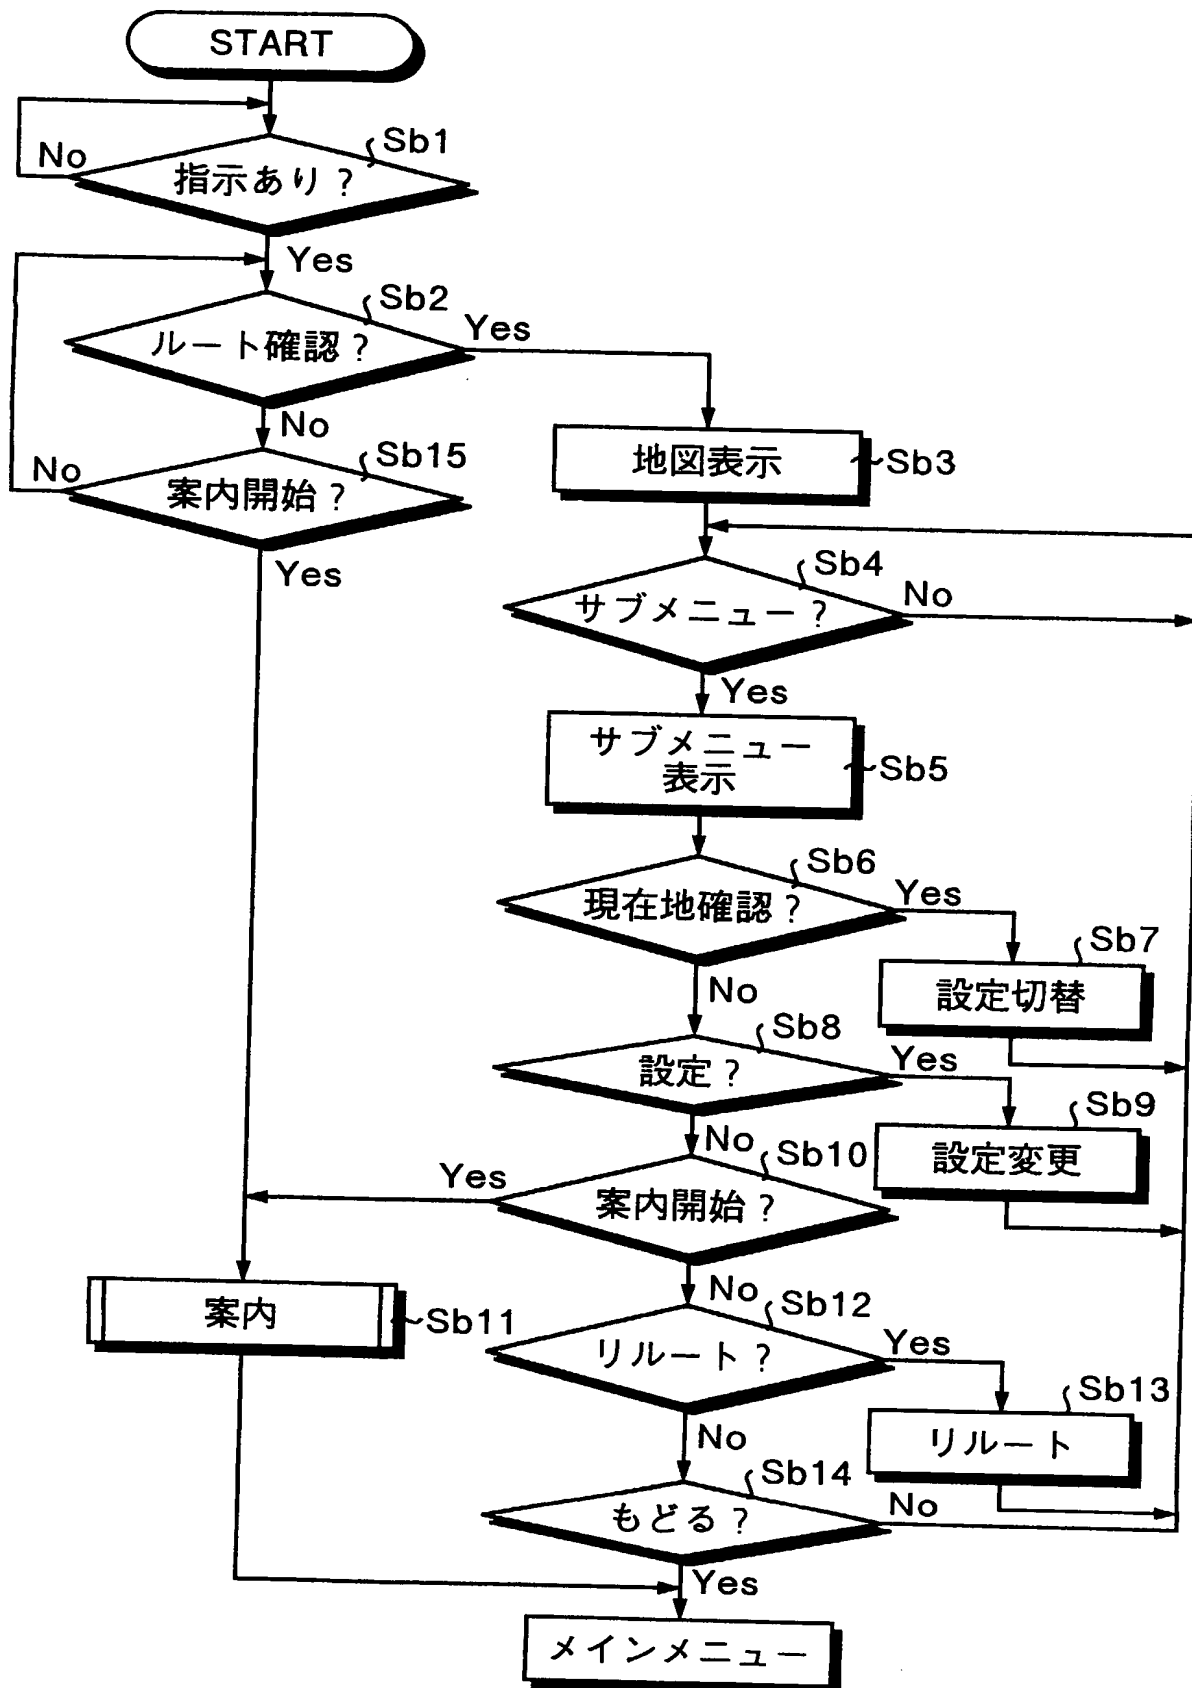 START
Sb1
No
指示あり?
Yes
Sb2
Yes
ルート確認?
No
Sb15
No
案内開始?
Yes
地図表示
Sb3
Sb4
No
サブメニュー?
Yes
サブメニュー
表示
Sb5
Sb6
Yes
現在地確認?
Sb7
設定切替
No
Sb8
Yes
設定?
Sb9
設定変更
No
Sb10
Yes
案内開始?
案内
Sb11
No
Sb12
Yes
リルート?
Sb13
リルート
No
Sb14
No
もどる?
Yes
メインメニュー